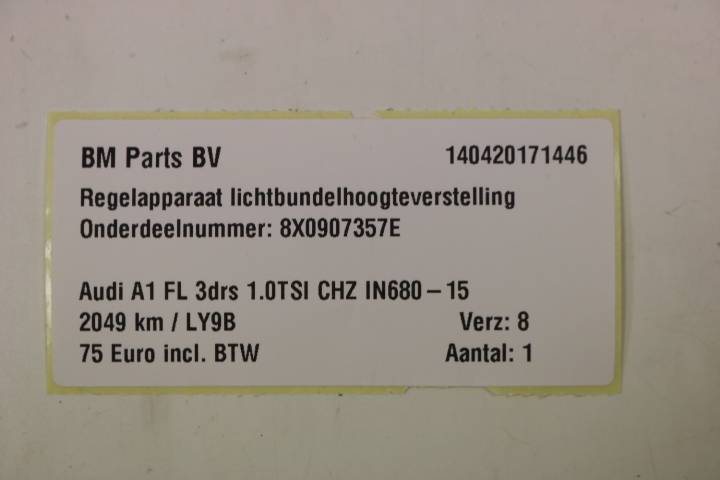 BM Parts BV 140420171446
Regelapparaat lichtbundelhoogteverstelling
Onderdeelnummer: 8X0907357E
Audi A1 FL 3drs 1.0TSI CHZ IN680 – 15
2049 km / LY9B Verz: 8
75 Euro incl. BTW Aantal: 1